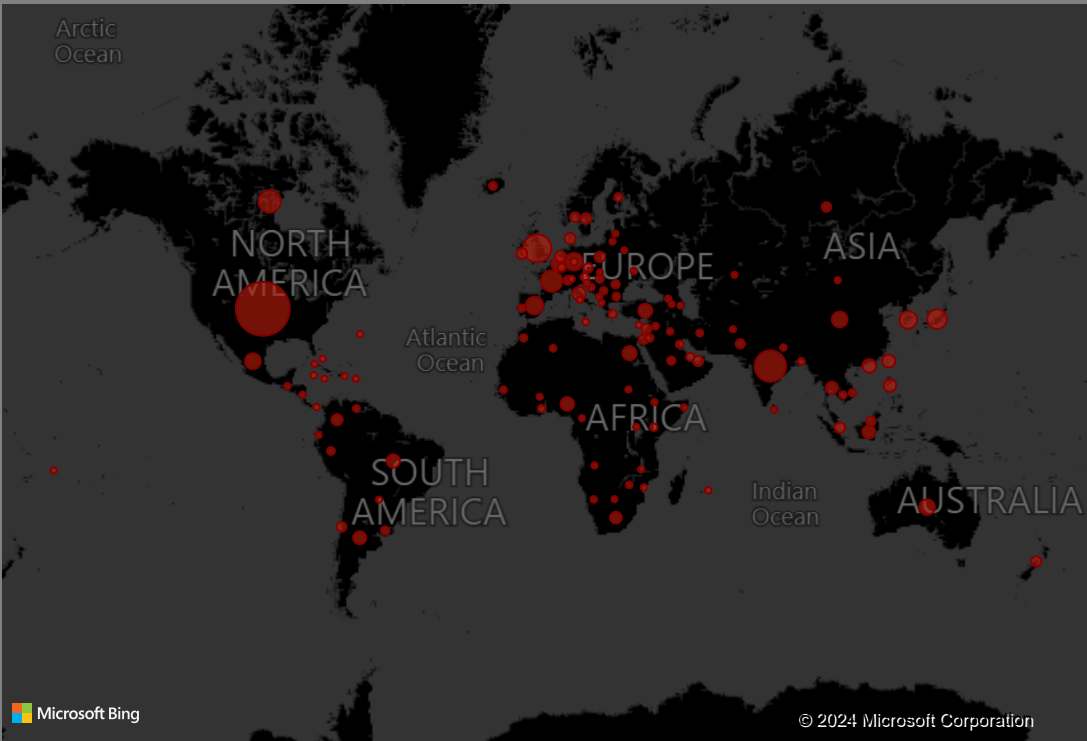 Arctic
Ocean
NORTH
AMERICA
EUROPE
ASIA
Atlantic
Ocean
AFRICA
SOUTH
AMERICA
Indian
Ocean
AUSTRALIA
Microsoft Bing
© 2024 Microsoft Corporation